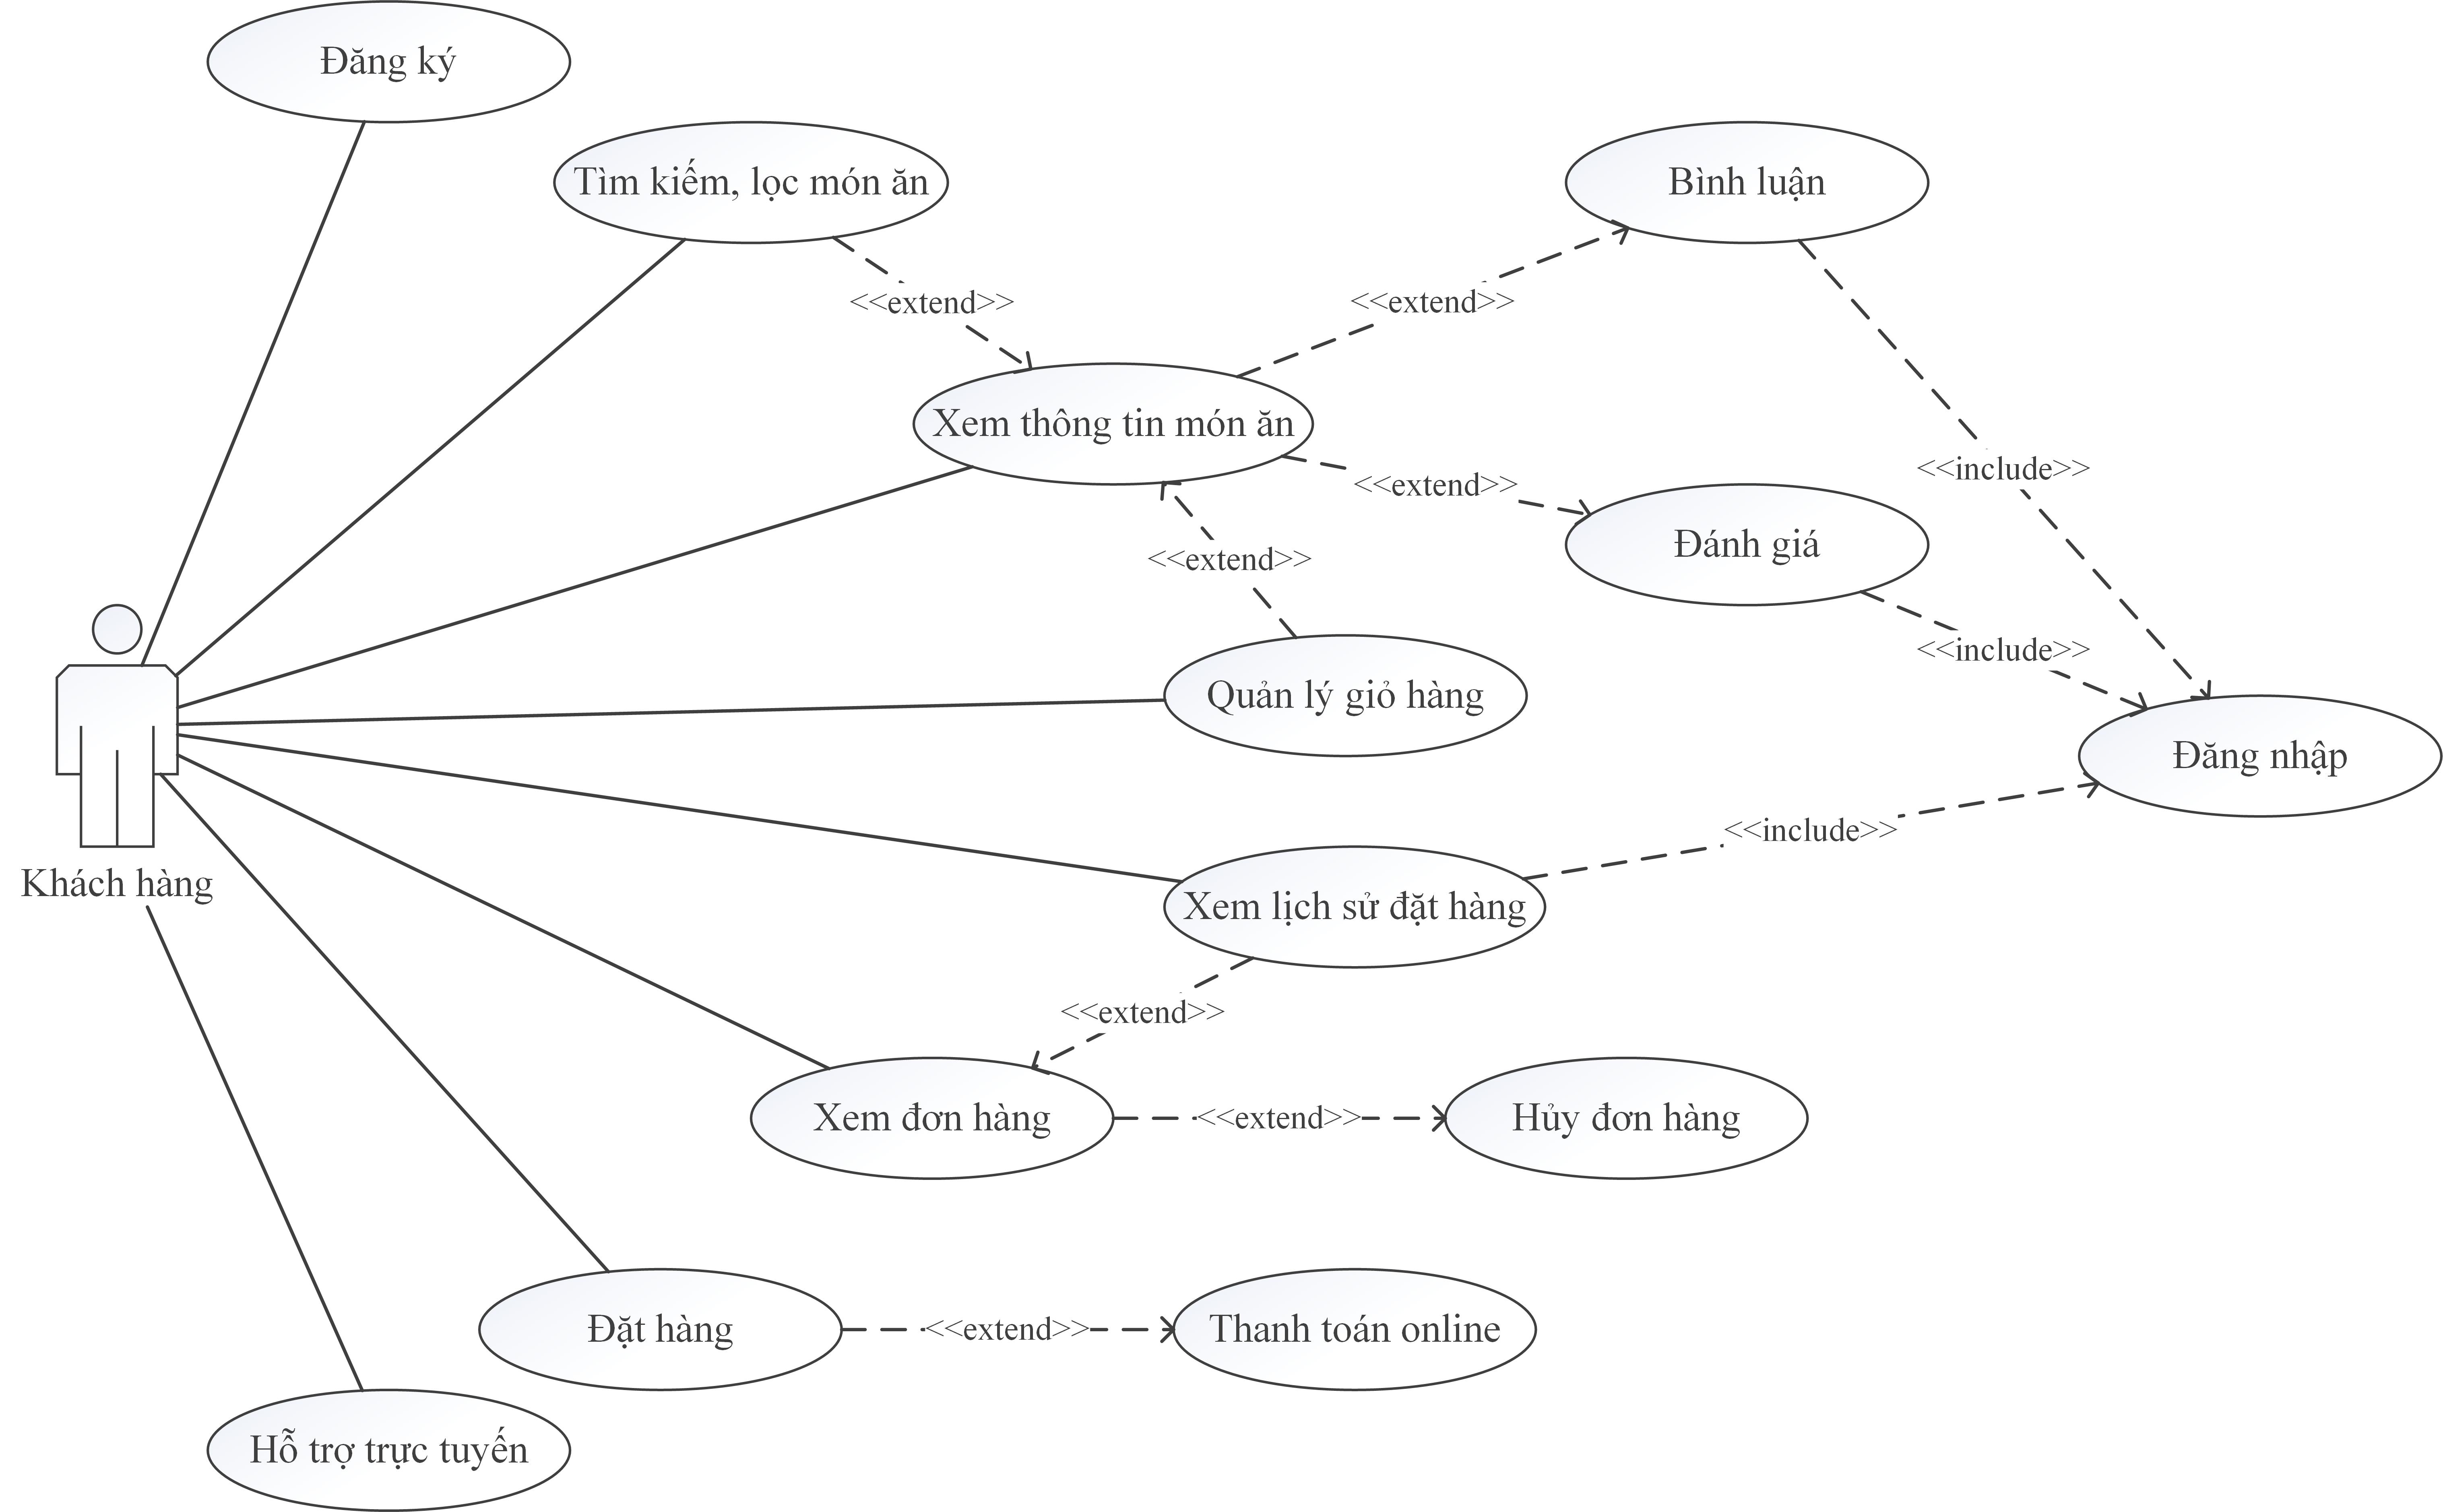 Đăng ký
Tìm kiếm, lọc món ăn
Bình luận
<<extend>>
<<extend>>
Xem thông tin món ăn
<<include>>
<<extend>>
Đánh giá
<<extend>>
<<include>>
Quản lý giỏ hàng
Đăng nhập
<<include>>
Khách hàng
Xem lịch sử đặt hàng
<<extend>>
Xem đơn hàng
<<extend>>
Hủy đơn hàng
Đặt hàng
<<extend>>
Thanh toán online
Hỗ trợ trực tuyến